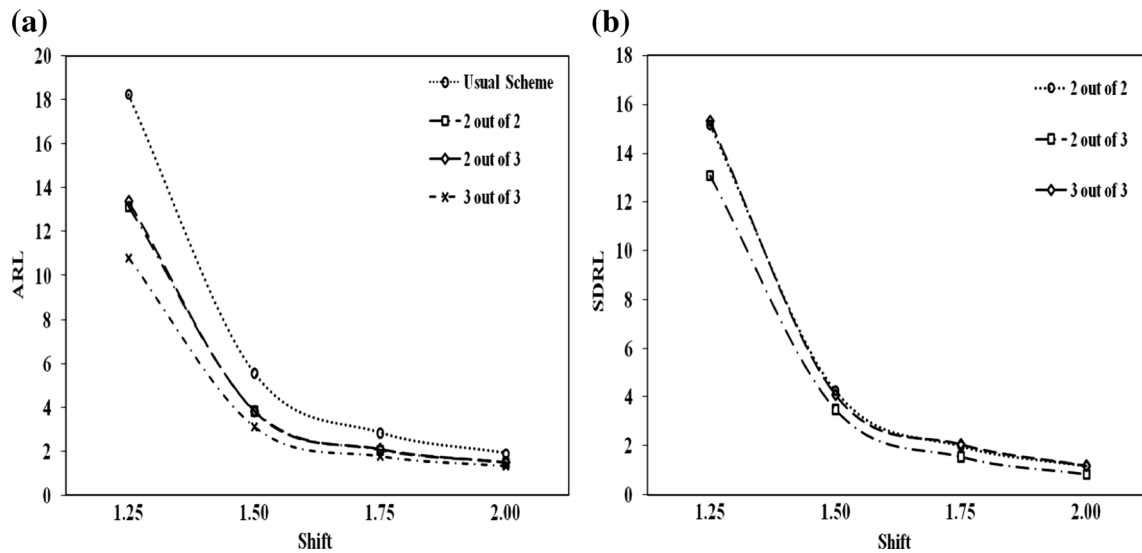 (a)
20
18
16
14
12
10
8
6
4
2
0
ARL
1.25 1.50 1.75 2.00
Shift
Usual Scheme
2 out of 2
2 out of 3
3 out of 3
(b)
18
16
14
12
10
8
6
4
2
0
SDRL
1.25 1.50 1.75 2.00
Shift
2 out of 2
2 out of 3
3 out of 3